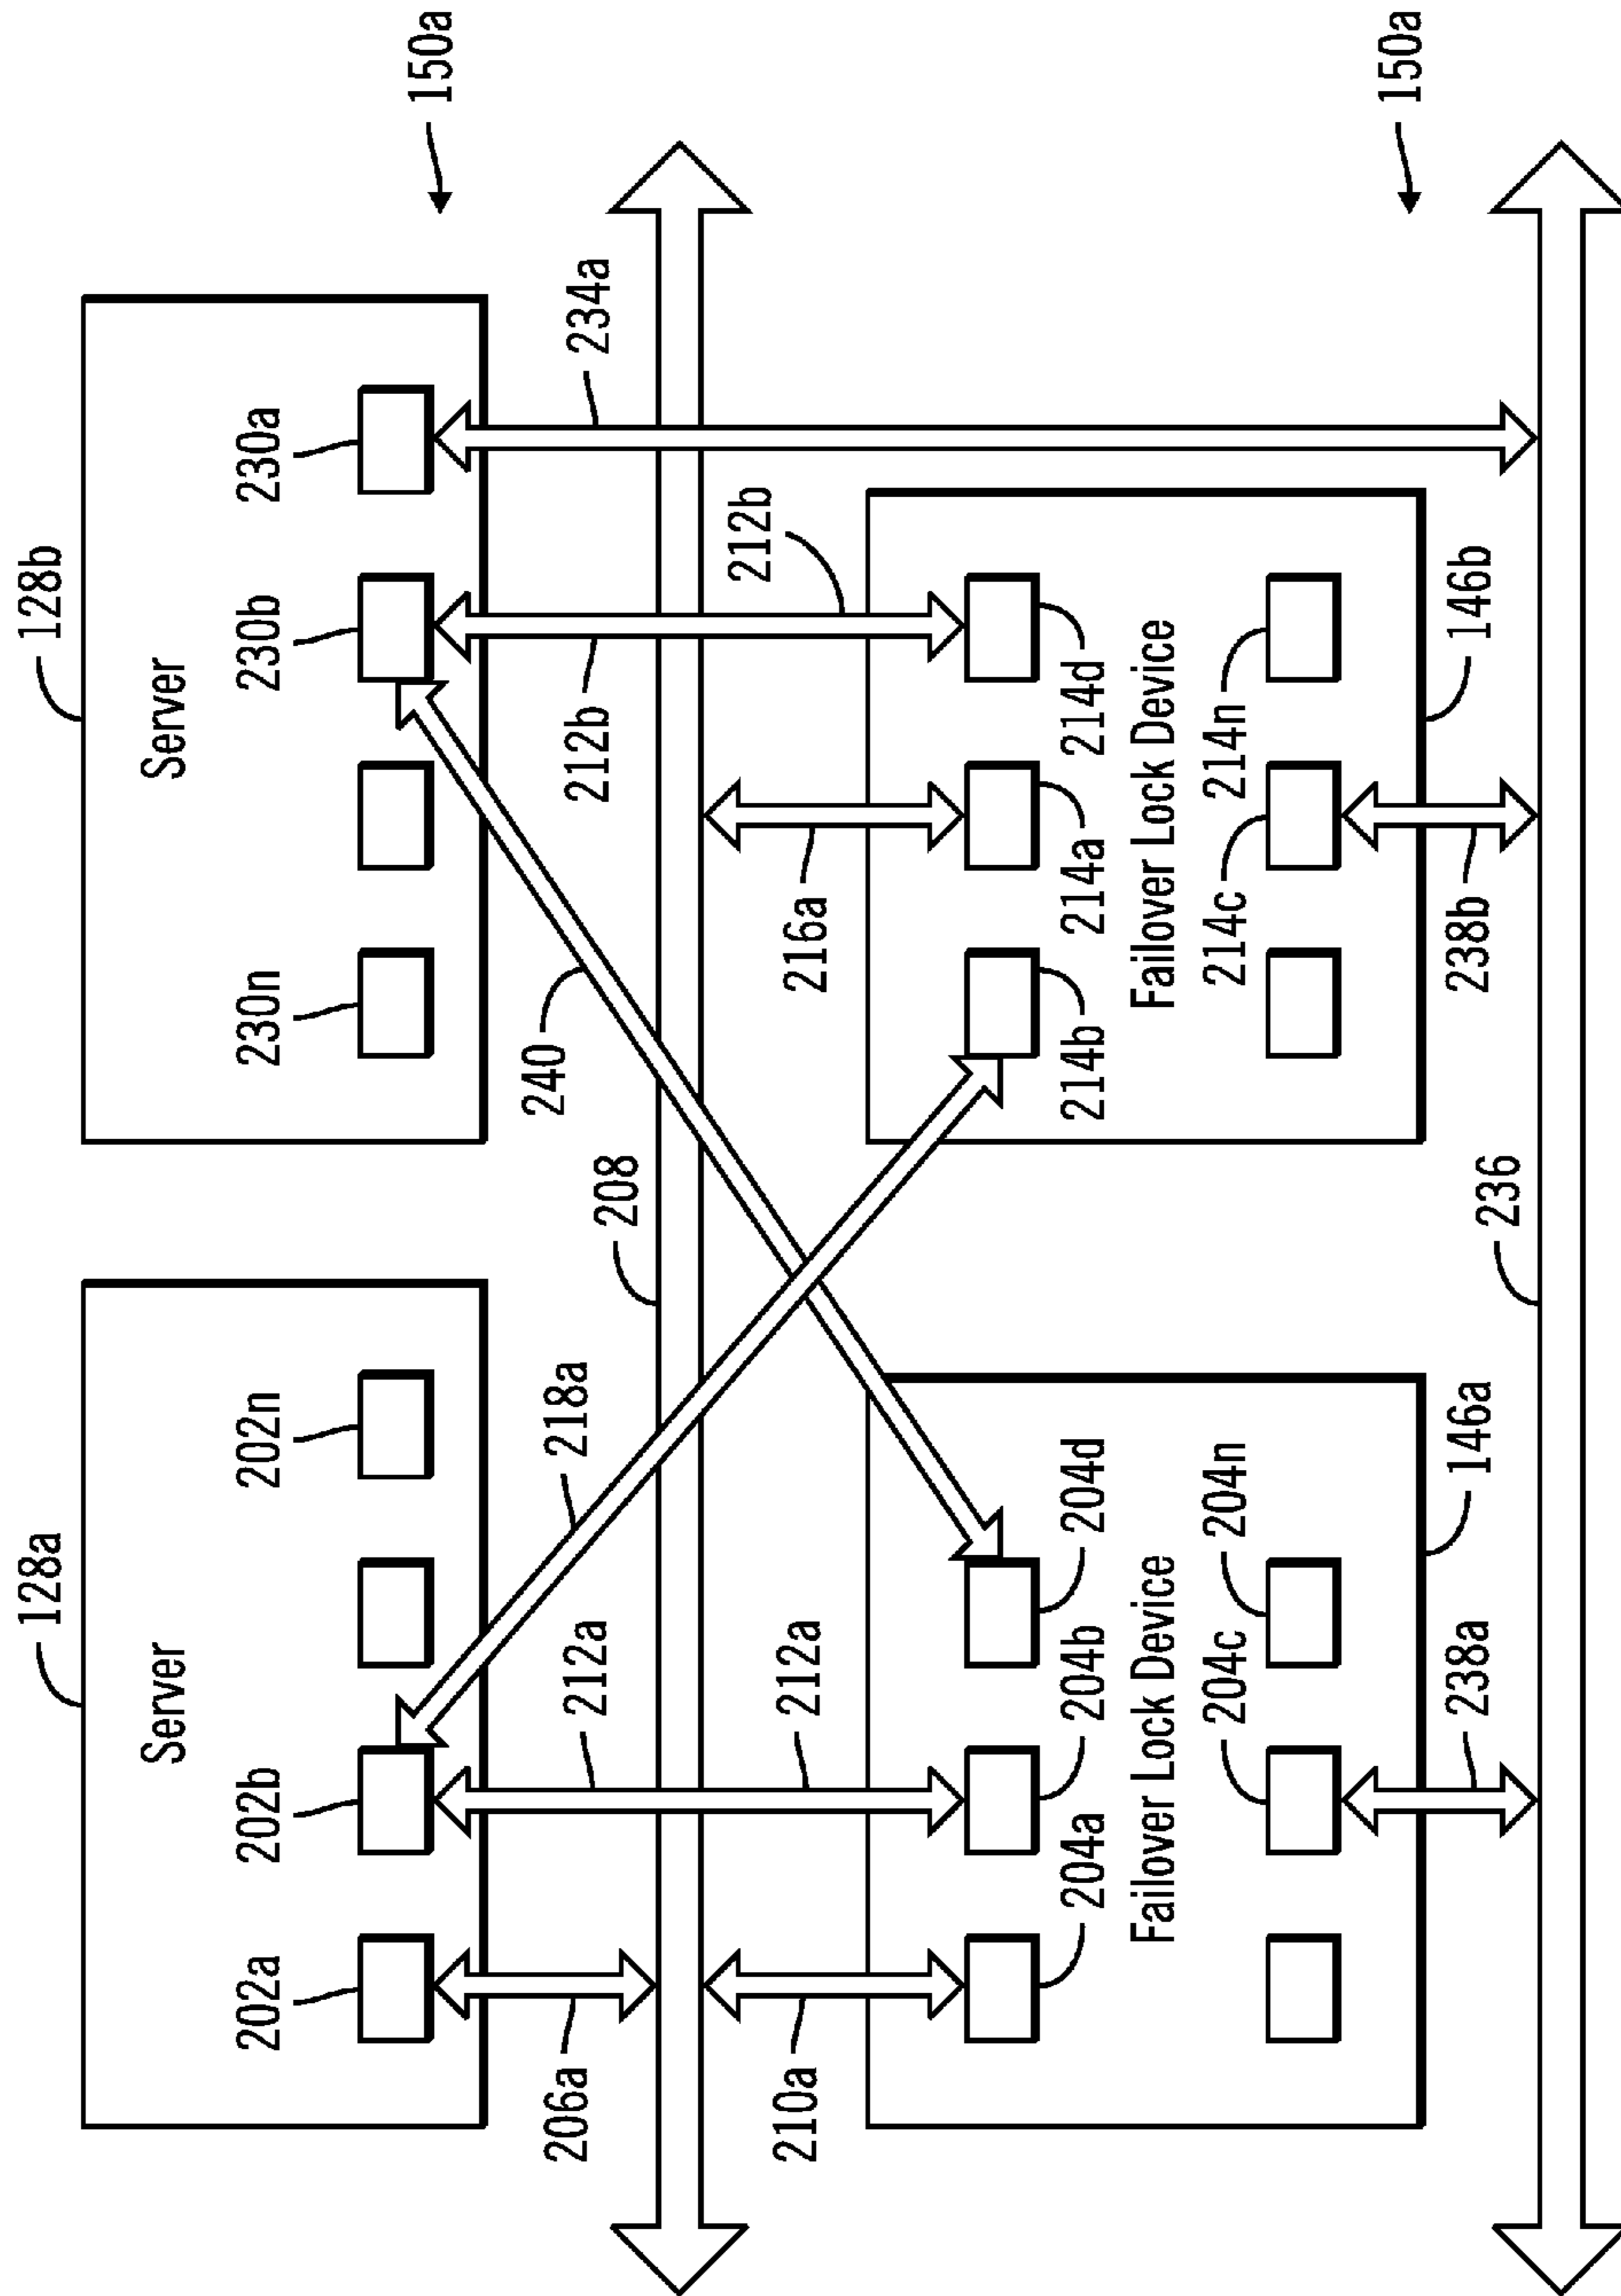 128a
128b
Server
Server
202a
202b
202n
230n
230b
230a
150a
206a
212a
218a
208
240
212b
234a
210a
212a
216a
212b
204a
204b
204d
214b
214a
214d
Failover Lock Device
Failover Lock Device
204c
204n
214c
214n
150a
238a
146a
236
238b
146b